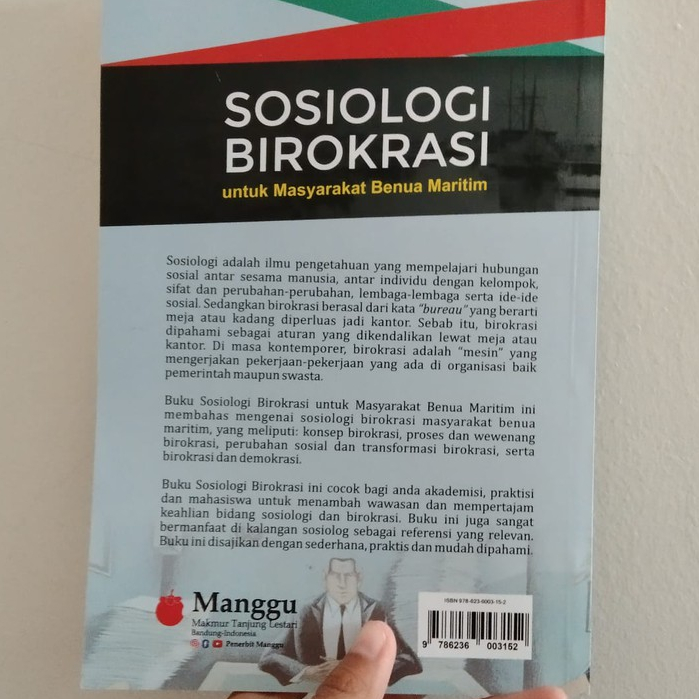 SOSIOLOGI
BIROKRASI
untuk Masyarakat Benua Maritim
Sosiologi adalah ilmu pengetahuan yang mempelajari hubungan
sosial antar sesama manusia, antar individu dengan kelompok,
sifat dan perubahan-perubahan, lembaga-lembaga serta ide-ide
sosial. Sedangkan birokrasi berasal dari kata "bureau" yang berarti
meja atau kadang diperluas jadi kantor. Sebab itu, birokrasi
dipahami sebagai aturan yang dikendalikan lewat meja atau
kantor. Di masa kontemporer, birokrasi adalah "mesin" yang
mengerjakan pekerjaan-pekerjaan yang ada di organisasi baik
pemerintah maupun swasta.
Buku Sosiologi Birokrasi untuk Masyarakat Benua Maritim ini
membahas mengenai sosiologi birokrasi masyarakat benua
maritim, yang meliputi: konsep birokrasi, proses dan wewenang
birokrasi, perubahan sosial dan transformasi birokrasi, serta
birokrasi dan demokrasi.
Buku Sosiologi Birokrasi ini cocok bagi anda akademisi, praktisi
dan mahasiswa untuk menambah wawasan dan mempertajam
keahlian bidang sosiologi dan birokrasi. Buku ini juga sangat
bermanfaat di kalangan sosiolog sebagai referensi yang relevan.
Buku ini disajikan dengan sederhana, praktis dan mudah dipahami.
Manggu
Makmur Tanjung Lestari
Bandung-Indonesia
Penerbit Manggu
ISBN 978-623-6003-15-2
9 786236 003152